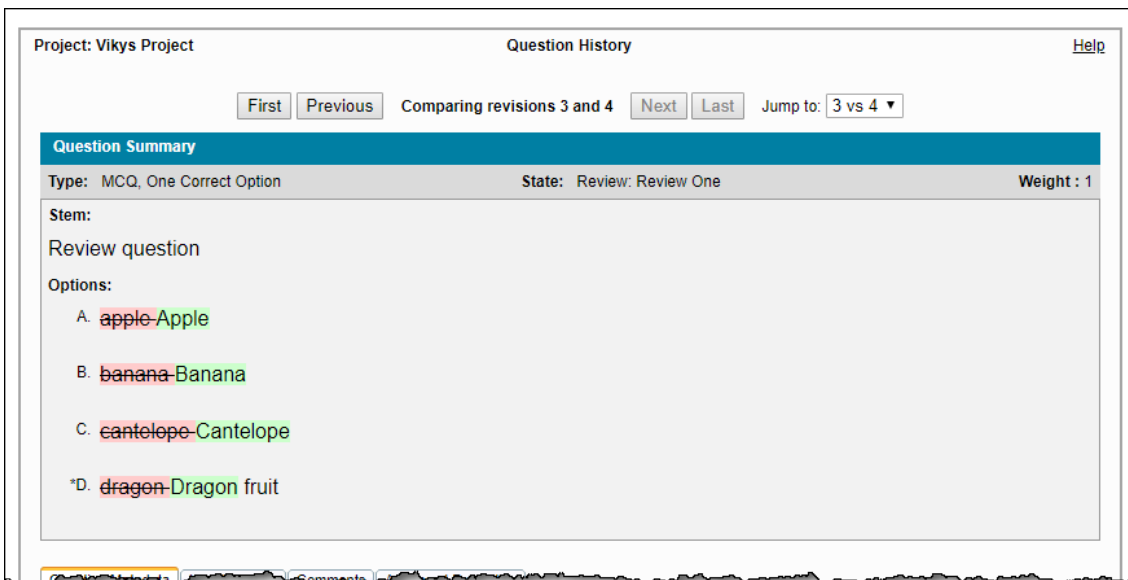 Project: Vikys Project Question History Help
First Previous Comparing revisions 3 and 4 Next Last Jump to: 3 vs 4
Question Summary
Type: MCQ, One Correct Option State: Review: Review One Weight : 1
Stem:
Review question
Options:
A. apple Apple
B. banana Banana
C. cantelope Cantelope
*D. dragon Dragon fruit
Comments